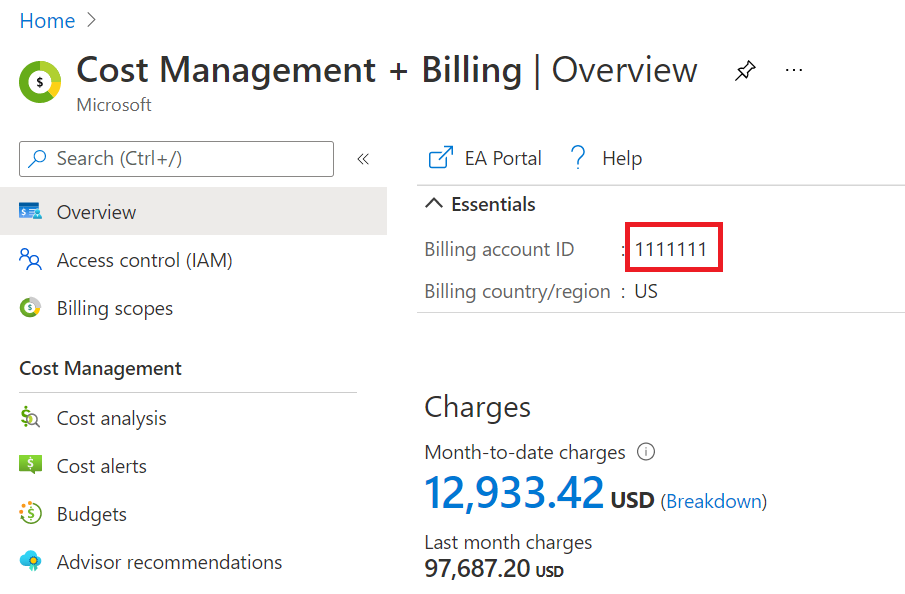 Home
Cost Management + Billing | Overview
Microsoft
Search (Ctrl+/)
EA Portal
Help
Overview
Access control (IAM)
Billing scopes
Cost Management
Cost analysis
Cost alerts
Budgets
Advisor recommendations
Essentials
Billing account ID : 1111111
Billing country/region : US
Charges
Month-to-date charges
12,933.42 USD (Breakdown)
Last month charges
97,687.20 USD